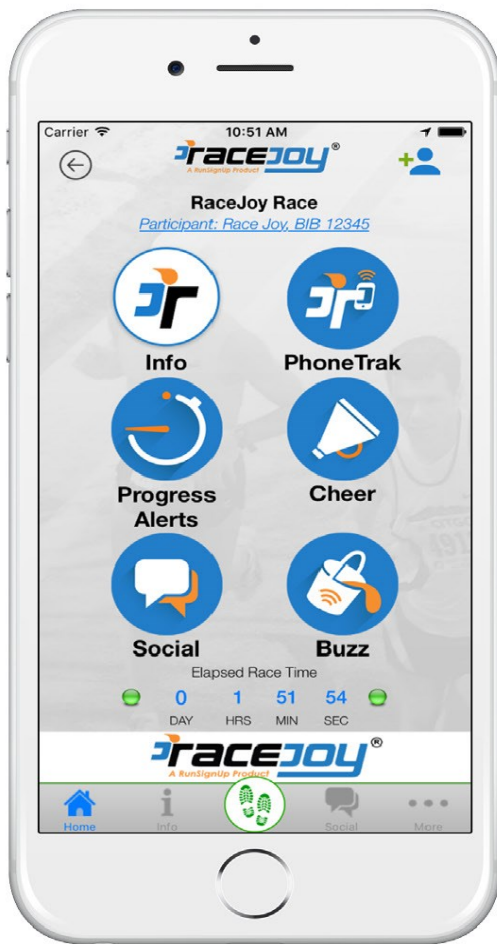 Carrier 10:51 AM
racejoy®
A RunSignUp Product
RaceJoy Race
Participant: Race Joy, BIB 12345
Jr Jr
Info PhoneTrak
Progress
Alerts
Cheer
Social Buzz
Elapsed Race Time
0 1 51 54
DAY HRS MIN SEC
racejoy®
A RunSignUp Product
Home Info Social More